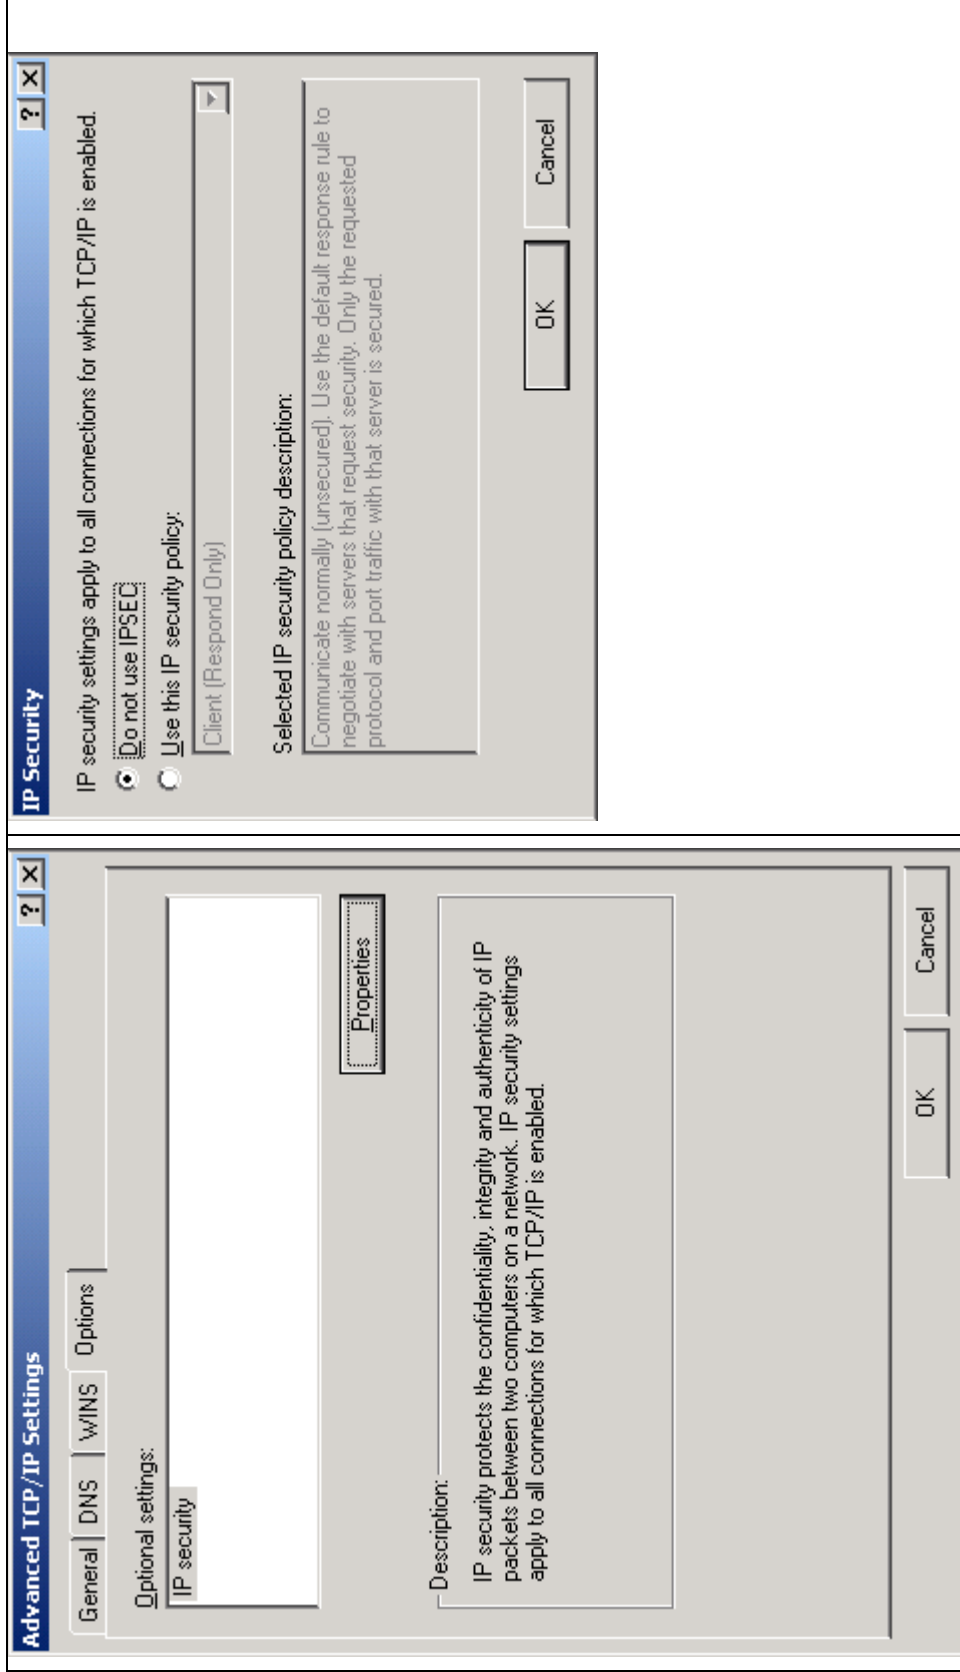 Advanced TCP/IP Settings
General DNS WINS Options
Optional settings:
IP security
Properties
Description:
IP security protects the confidentiality, integrity and authenticity of IP
packets between two computers on a network. IP security settings
apply to all connections for which TCP/IP is enabled.
OK Cancel
IP Security
IP security settings apply to all connections for which TCP/IP is enabled.
Do not use IPSEC
Use this IP security policy:
Client (Respond Only)
Selected IP security policy description:
Communicate normally (unsecured). Use the default response rule to
negotiate with servers that request security. Only the requested
protocol and port traffic with that server is secured.
OK Cancel